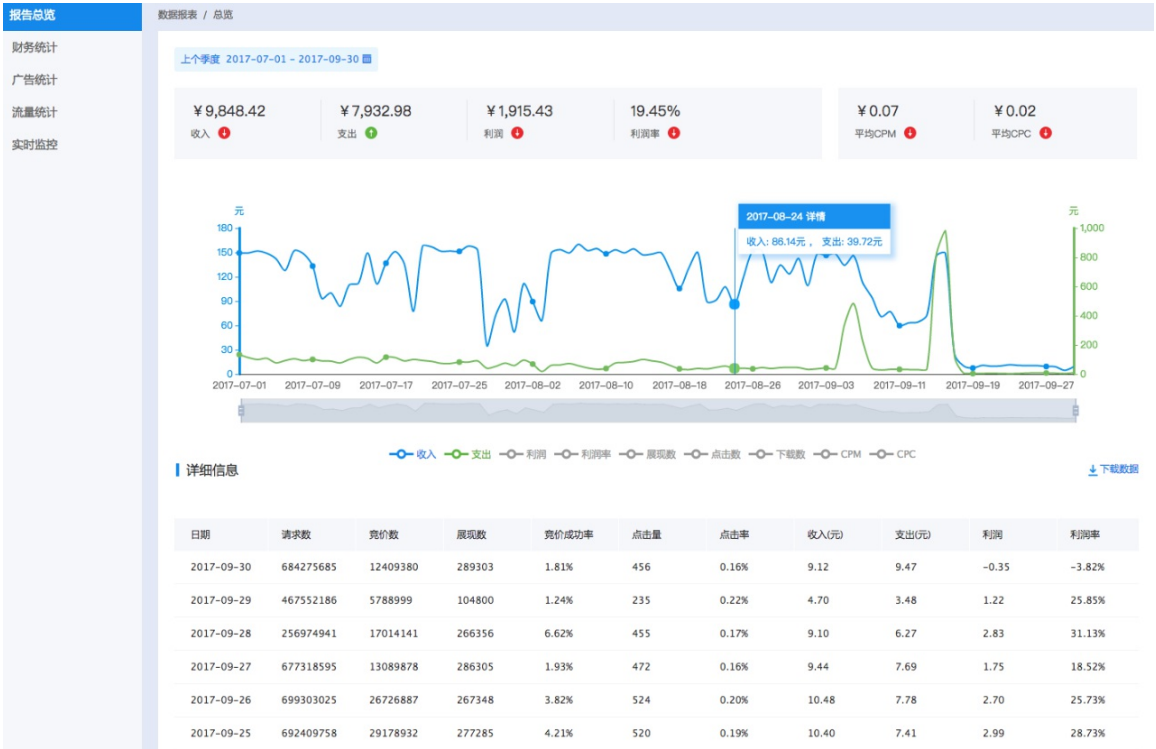 报告总览
财务统计
广告统计
流量统计
实时监控
数据报表 / 总览
上个季度 2017-07-01 - 2017-09-30
¥9,848.42 ¥7,932.98 ¥1,915.43 19.45% ¥0.07 ¥0.02
收入 支出 利润 利润率 平均CPM 平均CPC
元 元
2017-08-24 详情
收入: 86.14元 , 支出: 39.72元
180 1,000
150 800
120 600
90 400
60 200
30 0
0
2017-07-01 2017-07-09 2017-07-17 2017-07-25 2017-08-02 2017-08-10 2017-08-18 2017-08-26 2017-09-03 2017-09-11 2017-09-19 2017-09-27
收入 支出 利润 利润率 展现数 点击数 下载数 CPM CPC
详细信息 下载数据
日期 请求数 竞价数 展现数 竞价成功率 点击量 点击率 收入(元) 支出(元) 利润 利润率
2017-09-30 684275685 12409380 289303 1.81% 456 0.16% 9.12 9.47 -0.35 -3.82%
2017-09-29 467552186 5788999 104800 1.24% 235 0.22% 4.70 3.48 1.22 25.85%
2017-09-28 256974941 17014141 266356 6.62% 455 0.17% 9.10 6.27 2.83 31.13%
2017-09-27 677318595 13089878 286305 1.93% 472 0.16% 9.44 7.69 1.75 18.52%
2017-09-26 699303025 26726887 267348 3.82% 524 0.20% 10.48 7.78 2.70 25.73%
2017-09-25 692409758 29178932 277285 4.21% 520 0.19% 10.40 7.41 2.99 28.73%